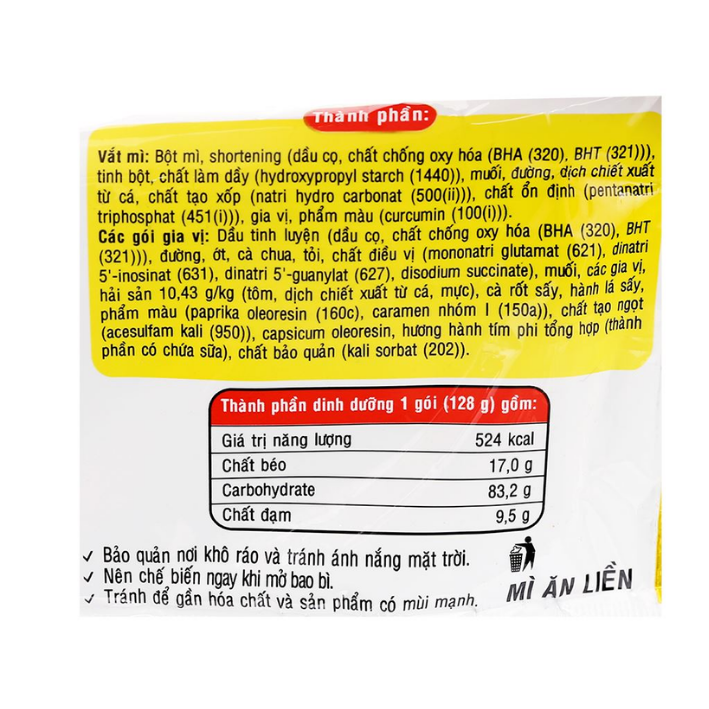 Thành phần:
Vắt mì: Bột mì, shortening (dầu cọ, chất chống oxy hóa (BHA (320), BHT (321))),
tinh bột, chất làm dầy (hydroxypropyl starch (1440)), muối, đường, dịch chiết xuất
từ cá, chất tạo xốp (natri hydro carbonat (500(ii))), chất ổn định (pentanatri
triphosphat (451(i))), gia vị, phẩm màu (curcumin (100(i))).
Các gói gia vị: Dầu tinh luyện (dầu cọ, chất chống oxy hóa (BHA (320), BHT
(321))), đường, ớt, cà chua, tỏi, chất điều vị (mononatri glutamat (621), dinatri
5'-inosinat (631), dinatri 5'-guanylat (627), disodium succinate), muối, các gia vị,
hải sản 10,43 g/kg (tôm, dịch chiết xuất từ cá, mực), cà rốt sấy, hành lá sấy,
phẩm màu (paprika oleoresin (160c), caramen nhóm I (150a)), chất tạo ngọt
(acesulfam kali (950)), capsicum oleoresin, hương hành tím phi tổng hợp (thành
phần có chứa sữa), chất bảo quản (kali sorbat (202)).
Thành phần dinh dưỡng 1 gói (128 g) gồm:
Giá trị năng lượng 524 kcal
Chất béo 17,0 g
Carbohydrate 83,2 g
Chất đạm 9,5 g
✓ Bảo quản nơi khô ráo và tránh ánh nắng mặt trời.
✓ Nên chế biến ngay khi mở bao bì.
✓ Tránh để gần hóa chất và sản phẩm có mùi mạnh.
MÌ ĂN LIỀN